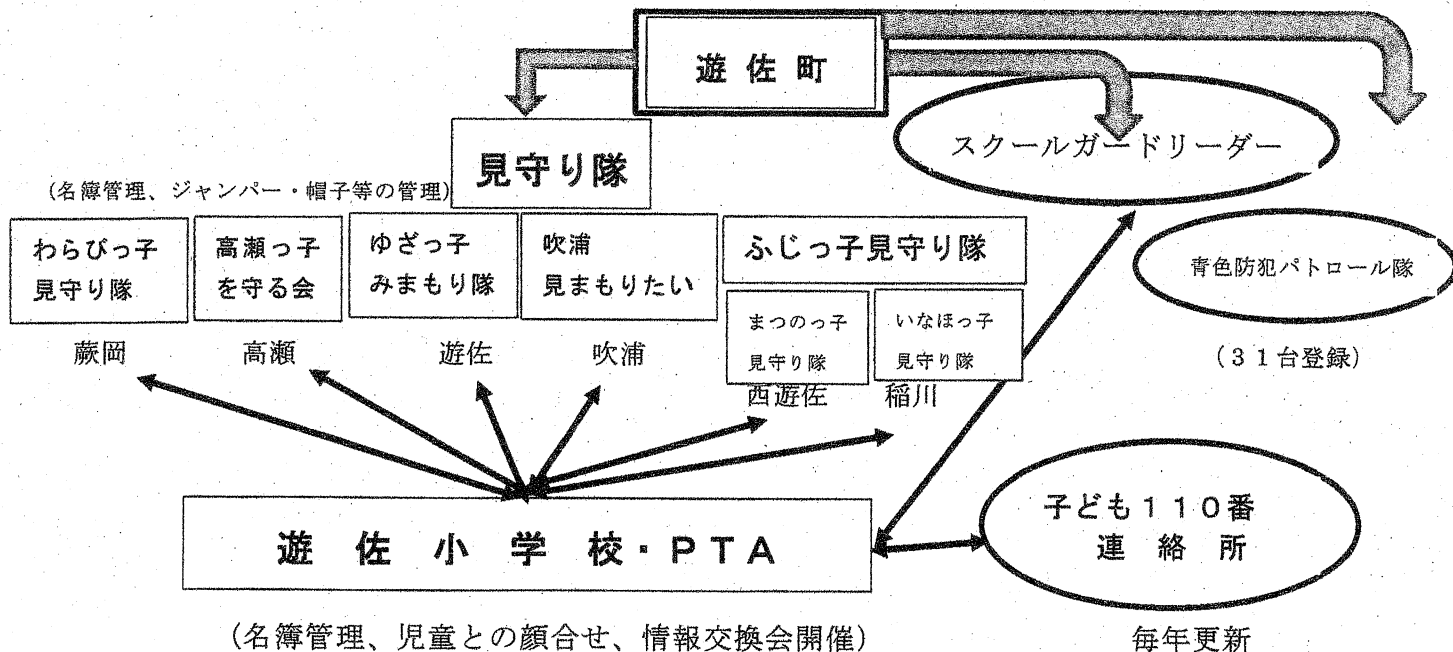 遊佐町
スクールガードリーダー
見守り隊
(名簿管理、ジャンパー・帽子等の管理)
わらびっ子
見守り隊
高瀬っ子
を守る会
ゆざっ子
みまもり隊
吹浦
見まもりたい
ふじっ子見守り隊
まつのっ子
見守り隊
いなほっ子
見守り隊
青色防犯パトロール隊
(31台登録)
蕨岡
高瀬
遊佐
吹浦
西遊佐
稲川
遊佐小学校・PTA
(名簿管理、児童との顔合せ、情報交換会開催)
子ども110番
連絡所
毎年更新